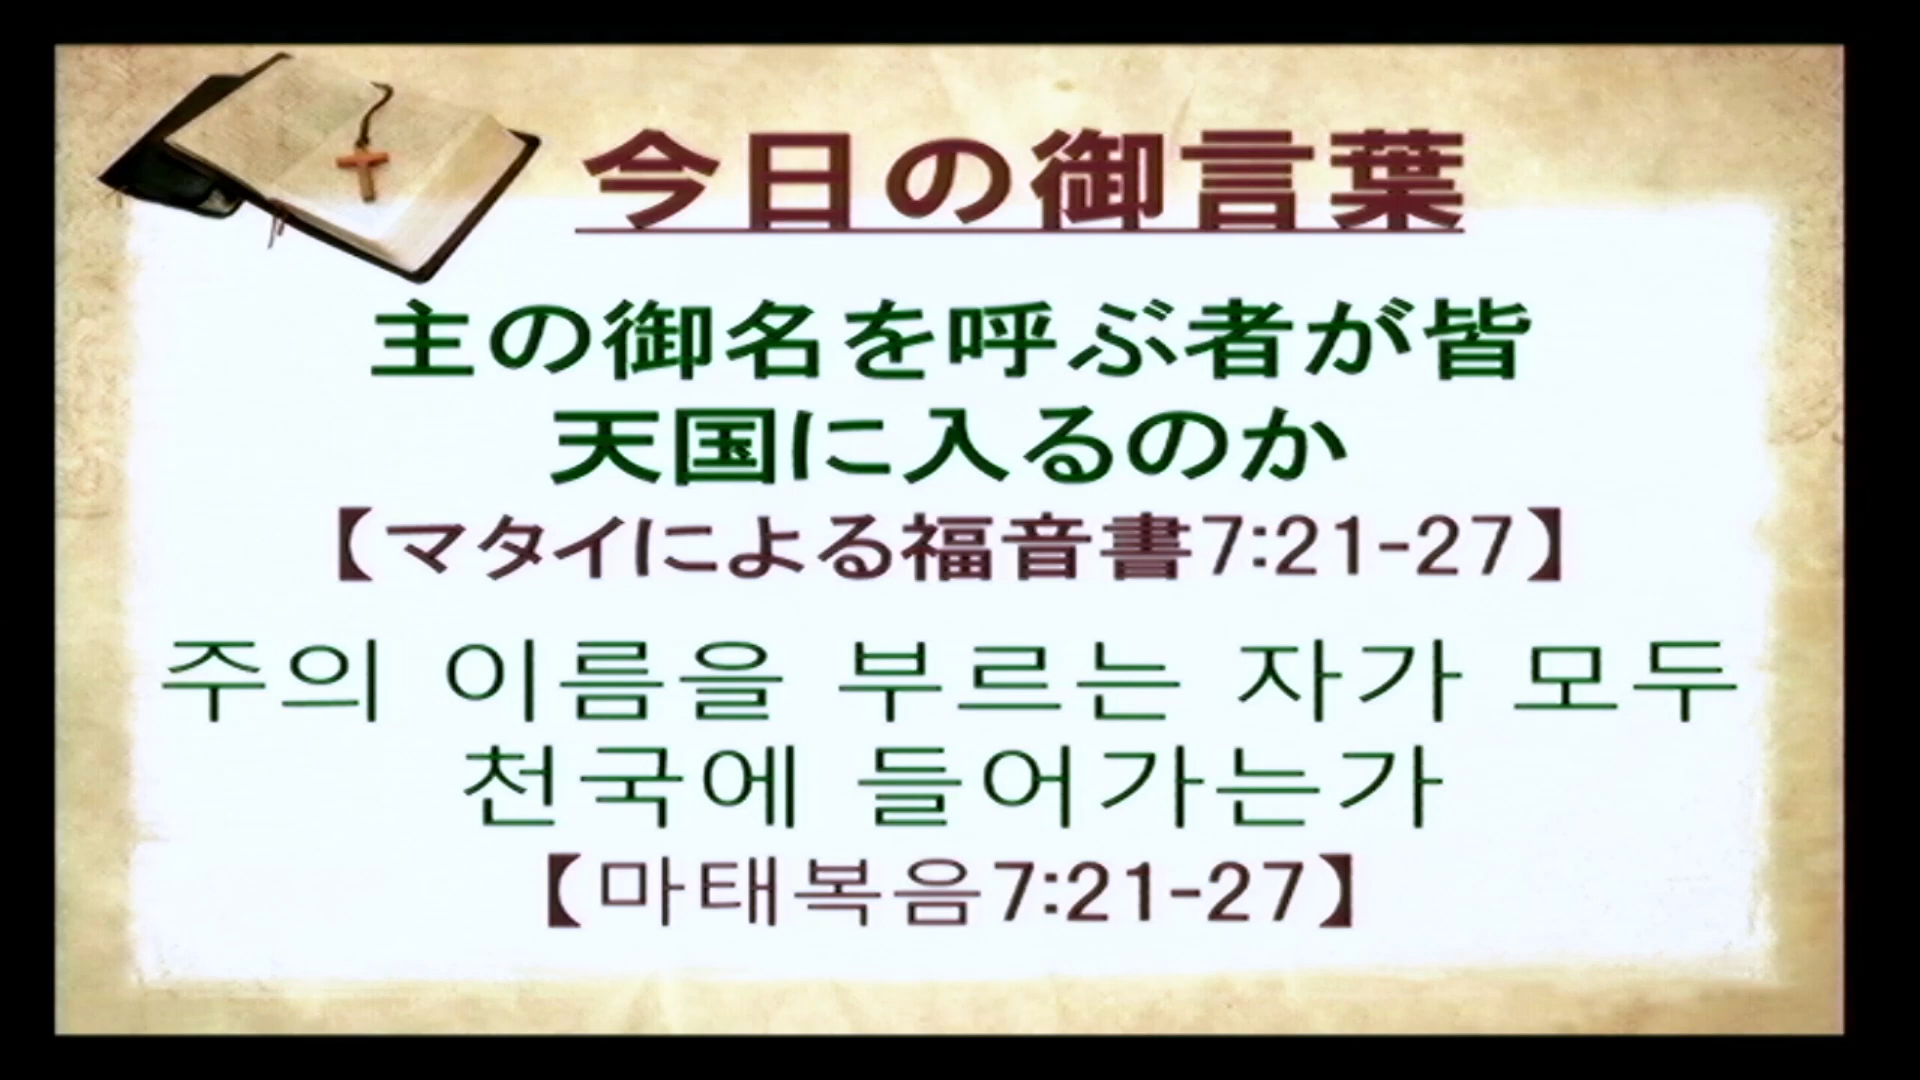 今日の御言葉
主の御名を呼ぶ者が皆
天国に入るのか
【マタイによる福音書7:21-27】
주의 이름을 부르는 자가 모두
천국에 들어가는가
【마태복음7:21-27】